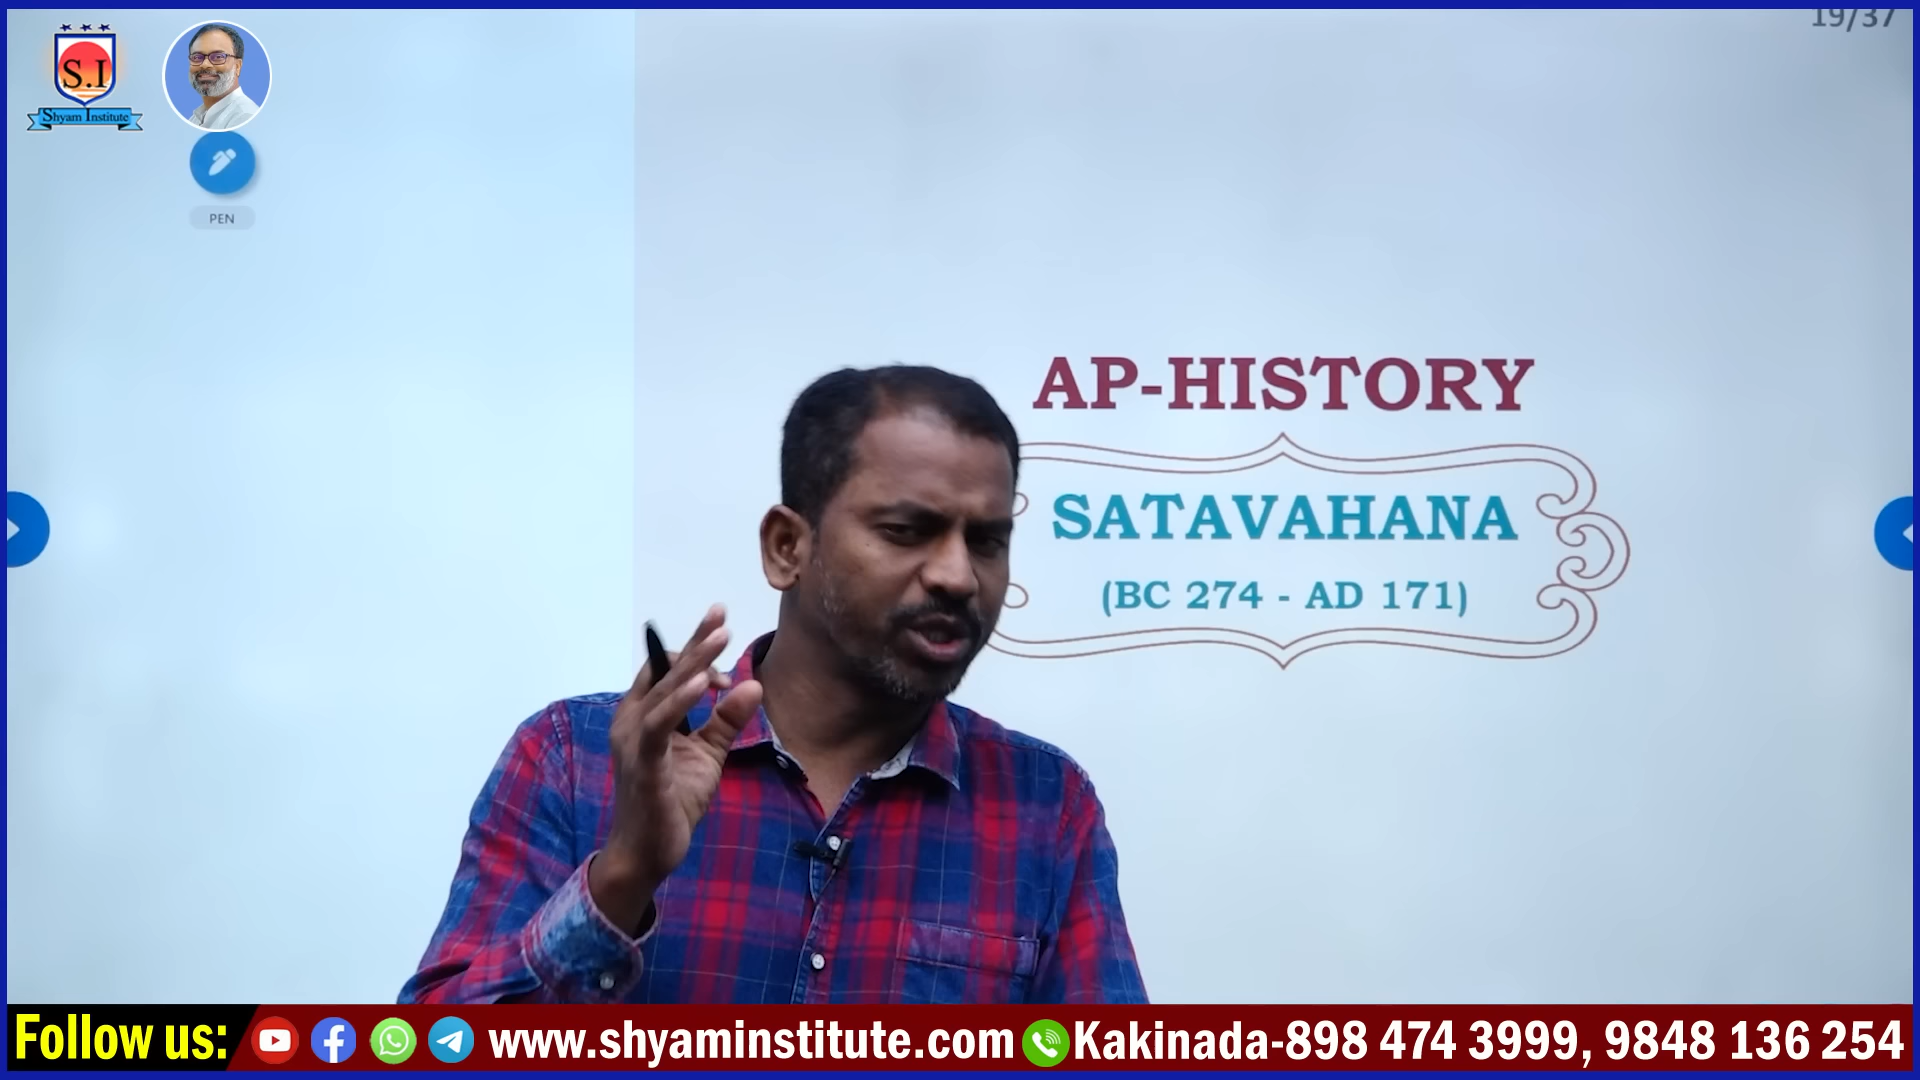 19/37
S.I
Shyam Institute
PEN
AP-HISTORY
SATAVAHANA
(BC 274 - AD 171)
Follow us: www.shyaminstitute.com Kakinada-898 474 3999, 9848 136 254